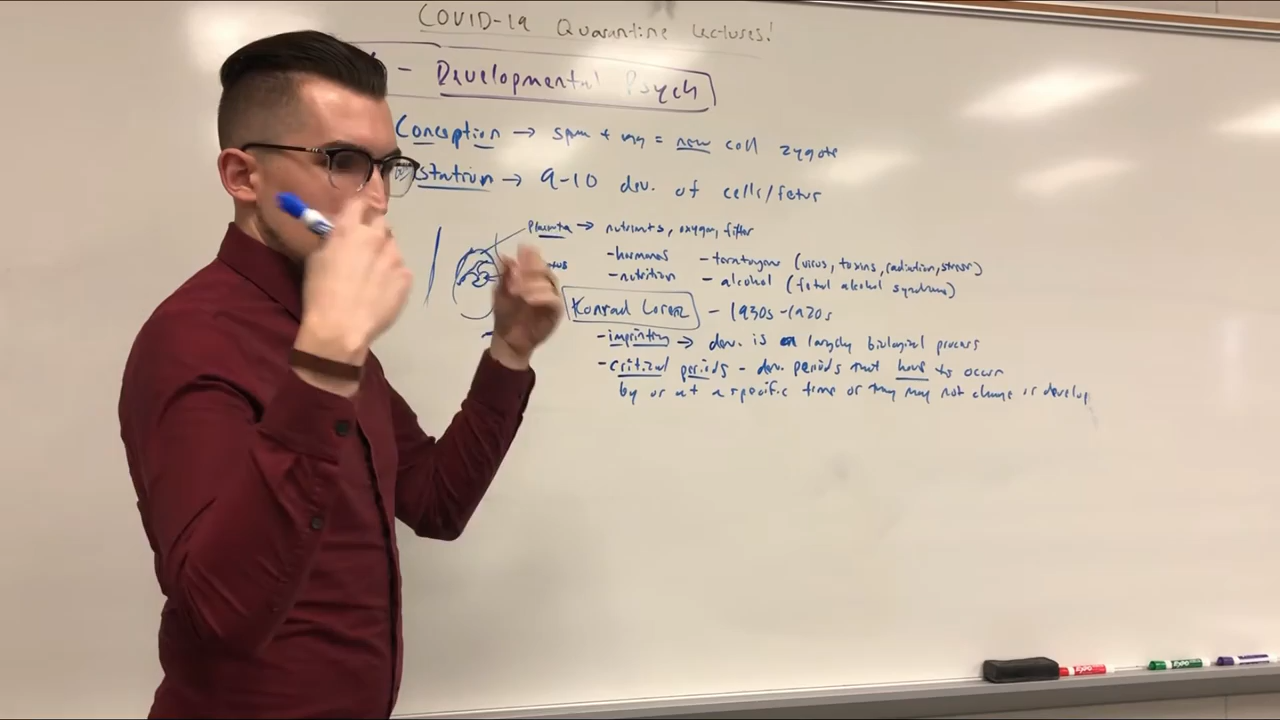 COVID-19 Quarantine Lectures!
- Developmental Psych
Conception → sperm + egg = new cell zygote
station → 9-10 dev. of cells/fetus
Placenta → nutrients, oxygen, filter
-hormones - teratogens (virus, toxins, radiation, stress)
-nutrition - alcohol (fetal alcohol syndrome)
Konrad Lorenz - 1930s-1970s
-imprinting → dev. is a largely biological process
-critical periods - dev. periods that have to occur
by or at a specific time or they may not change or develop
expo
expo